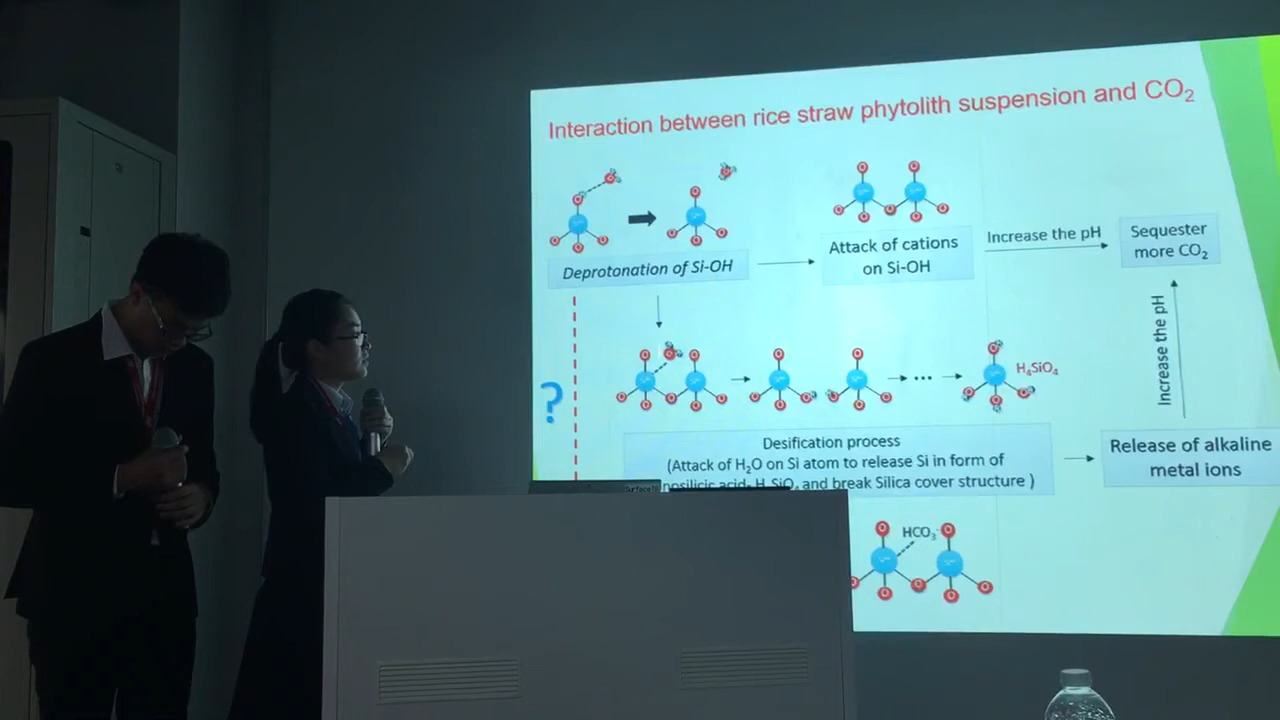 Interaction between rice straw phytolith suspension and CO₂
Deprotonation of Si-OH
Attack of cations
on Si-OH
Increase the pH
Sequester
more CO₂
Increase the pH
?
H₄SiO₄
...
Desification process
(Attack of H₂O on Si atom to release Si in form of
and break Silica cover structure )
Release of alkaline
metal ions
HCO₃⁻